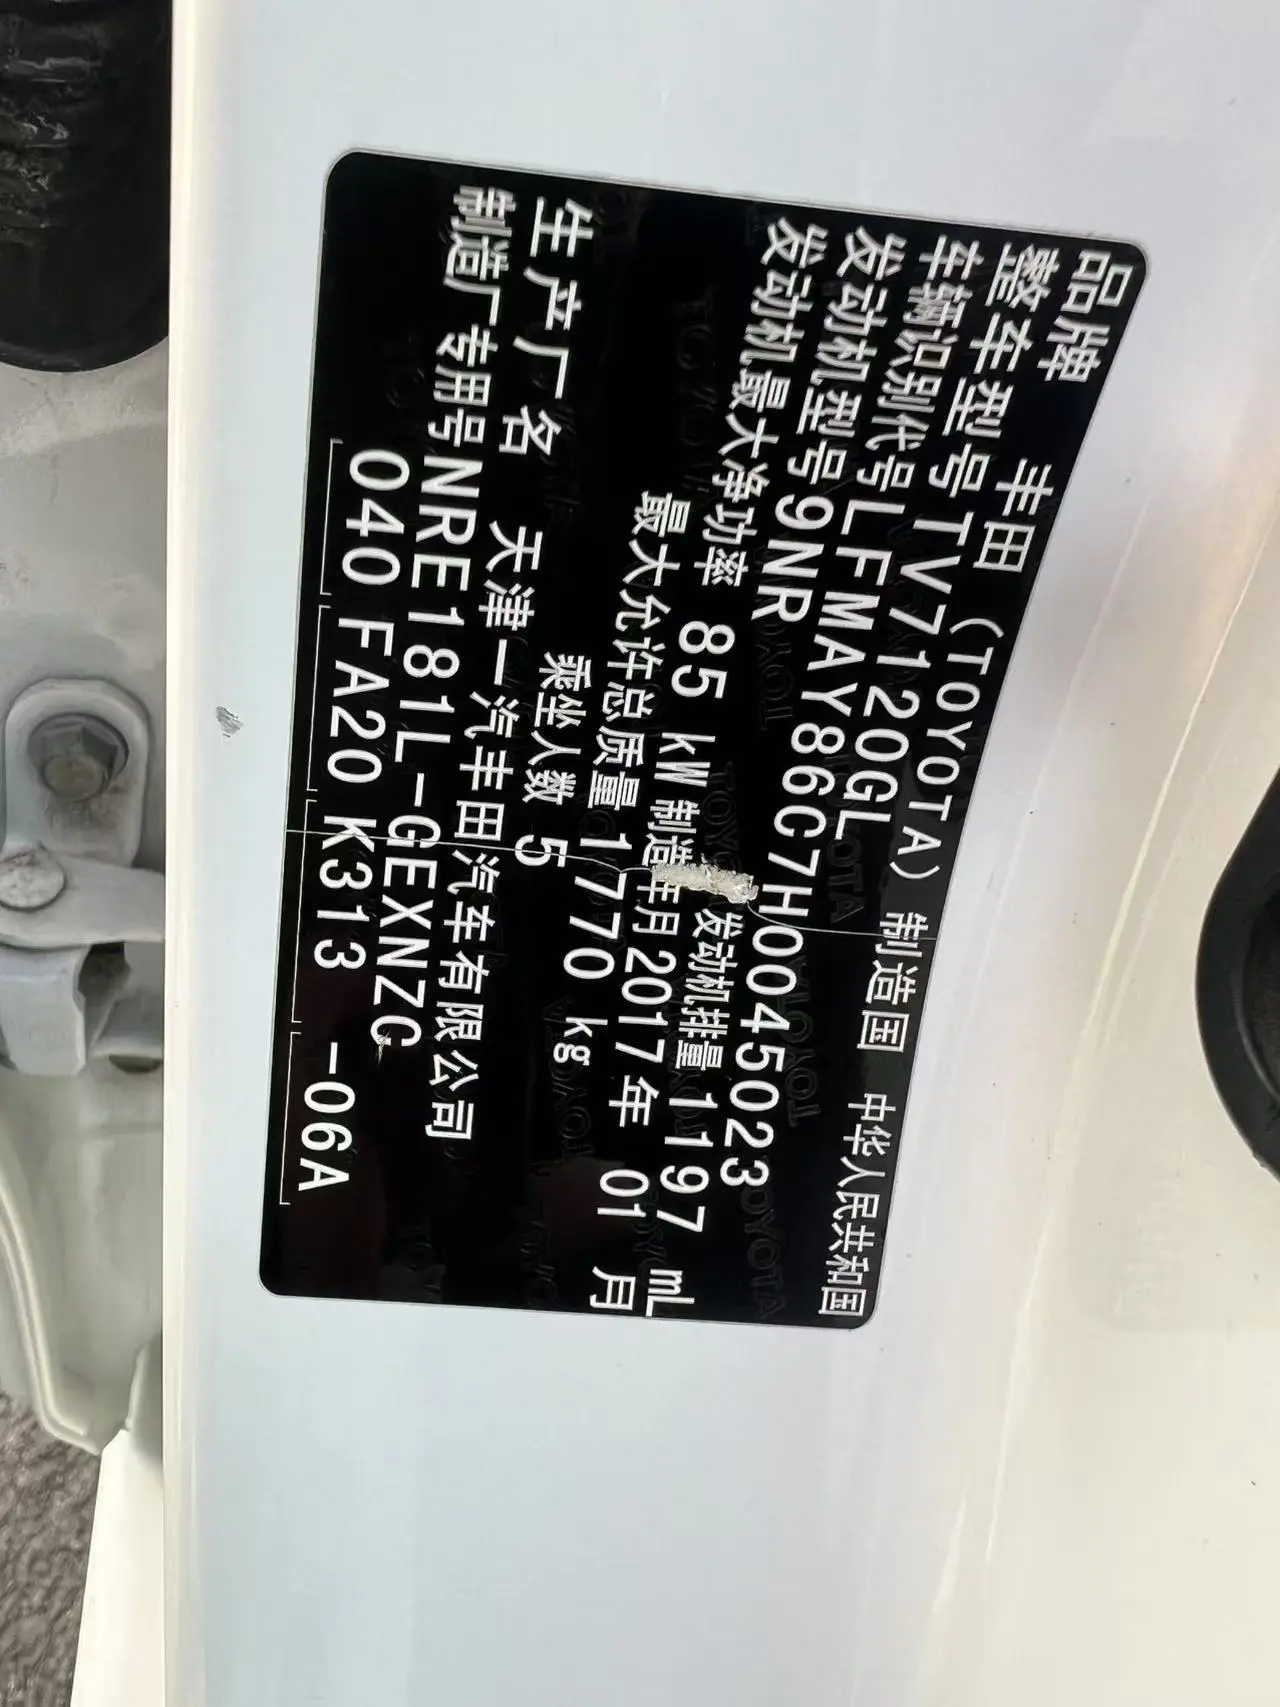 品牌 丰田 (TOYOTA) 制造国 中华人民共和国
整车型号 TV7120GL
车辆识别代号 LFMAY86C7H0045023
发动机型号 9NR 发动机排量 1197 mL
发动机最大净功率 85 kW 制造年月 2017年 01 月
最大允许总质量 1770 kg
乘坐人数 5
生产厂名 天津一汽丰田汽车有限公司
制造厂专用号 NRE181L-GEXNZC
040 FA20 K313 -06A